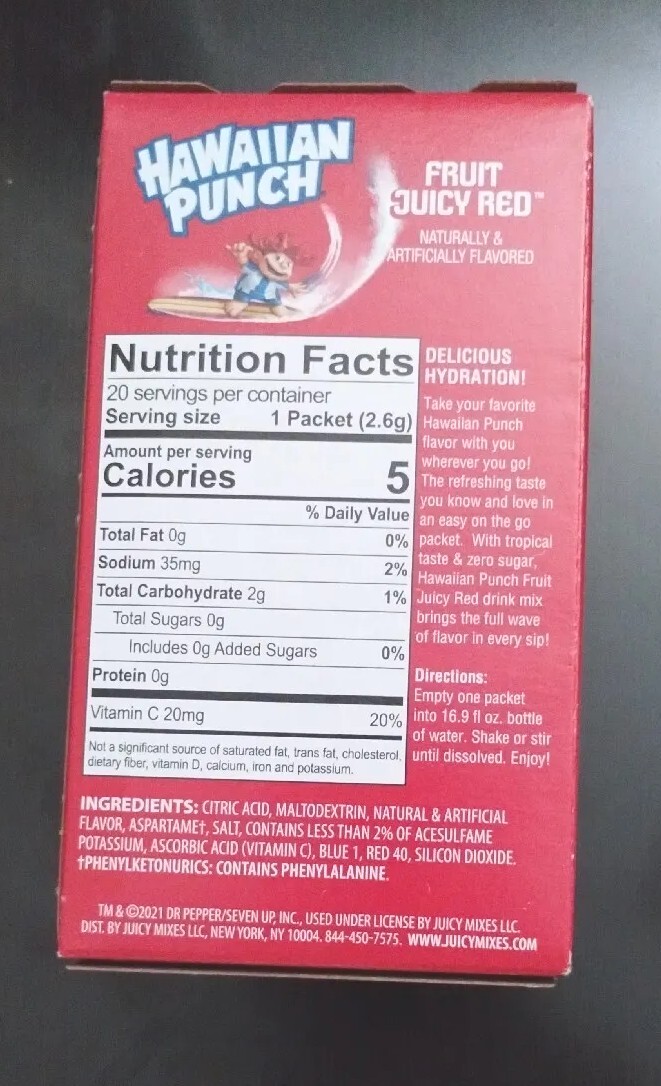 HAWAIIAN
PUNCH
FRUIT
JUICY RED™
NATURALLY &
ARTIFICIALLY FLAVORED
Nutrition Facts
20 servings per container
Serving size 1 Packet (2.6g)
Amount per serving
Calories 5
% Daily Value
Total Fat 0g 0%
Sodium 35mg 2%
Total Carbohydrate 2g 1%
Total Sugars 0g
Includes 0g Added Sugars 0%
Protein 0g
Vitamin C 20mg 20%
Not a significant source of saturated fat, trans fat, cholesterol,
dietary fiber, vitamin D, calcium, iron and potassium.
DELICIOUS
HYDRATION!
Take your favorite
Hawaiian Punch
flavor with you
wherever you go!
The refreshing taste
you know and love in
an easy on the go
packet. With tropical
taste & zero sugar,
Hawaiian Punch Fruit
Juicy Red drink mix
brings the full wave
of flavor in every sip!
Directions:
Empty one packet
into 16.9 fl oz. bottle
of water. Shake or stir
until dissolved. Enjoy!
INGREDIENTS: CITRIC ACID, MALTODEXTRIN, NATURAL & ARTIFICIAL
FLAVOR, ASPARTAME†, SALT, CONTAINS LESS THAN 2% OF ACESULFAME
POTASSIUM, ASCORBIC ACID (VITAMIN C), BLUE 1, RED 40, SILICON DIOXIDE.
†PHENYLKETONURICS: CONTAINS PHENYLALANINE.
TM & ©2021 DR PEPPER/SEVEN UP, INC., USED UNDER LICENSE BY JUICY MIXES LLC.
DIST. BY JUICY MIXES LLC, NEW YORK, NY 10004. 844-450-7575. WWW.JUICYMIXES.COM